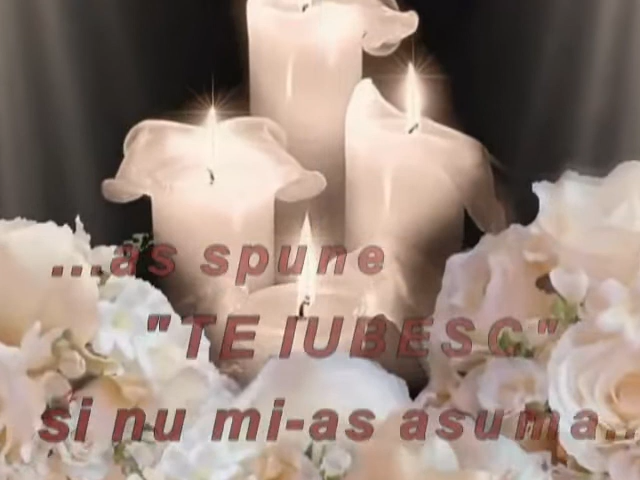 ...as spune
"TE IUBESC"
si nu mi-as asuma...